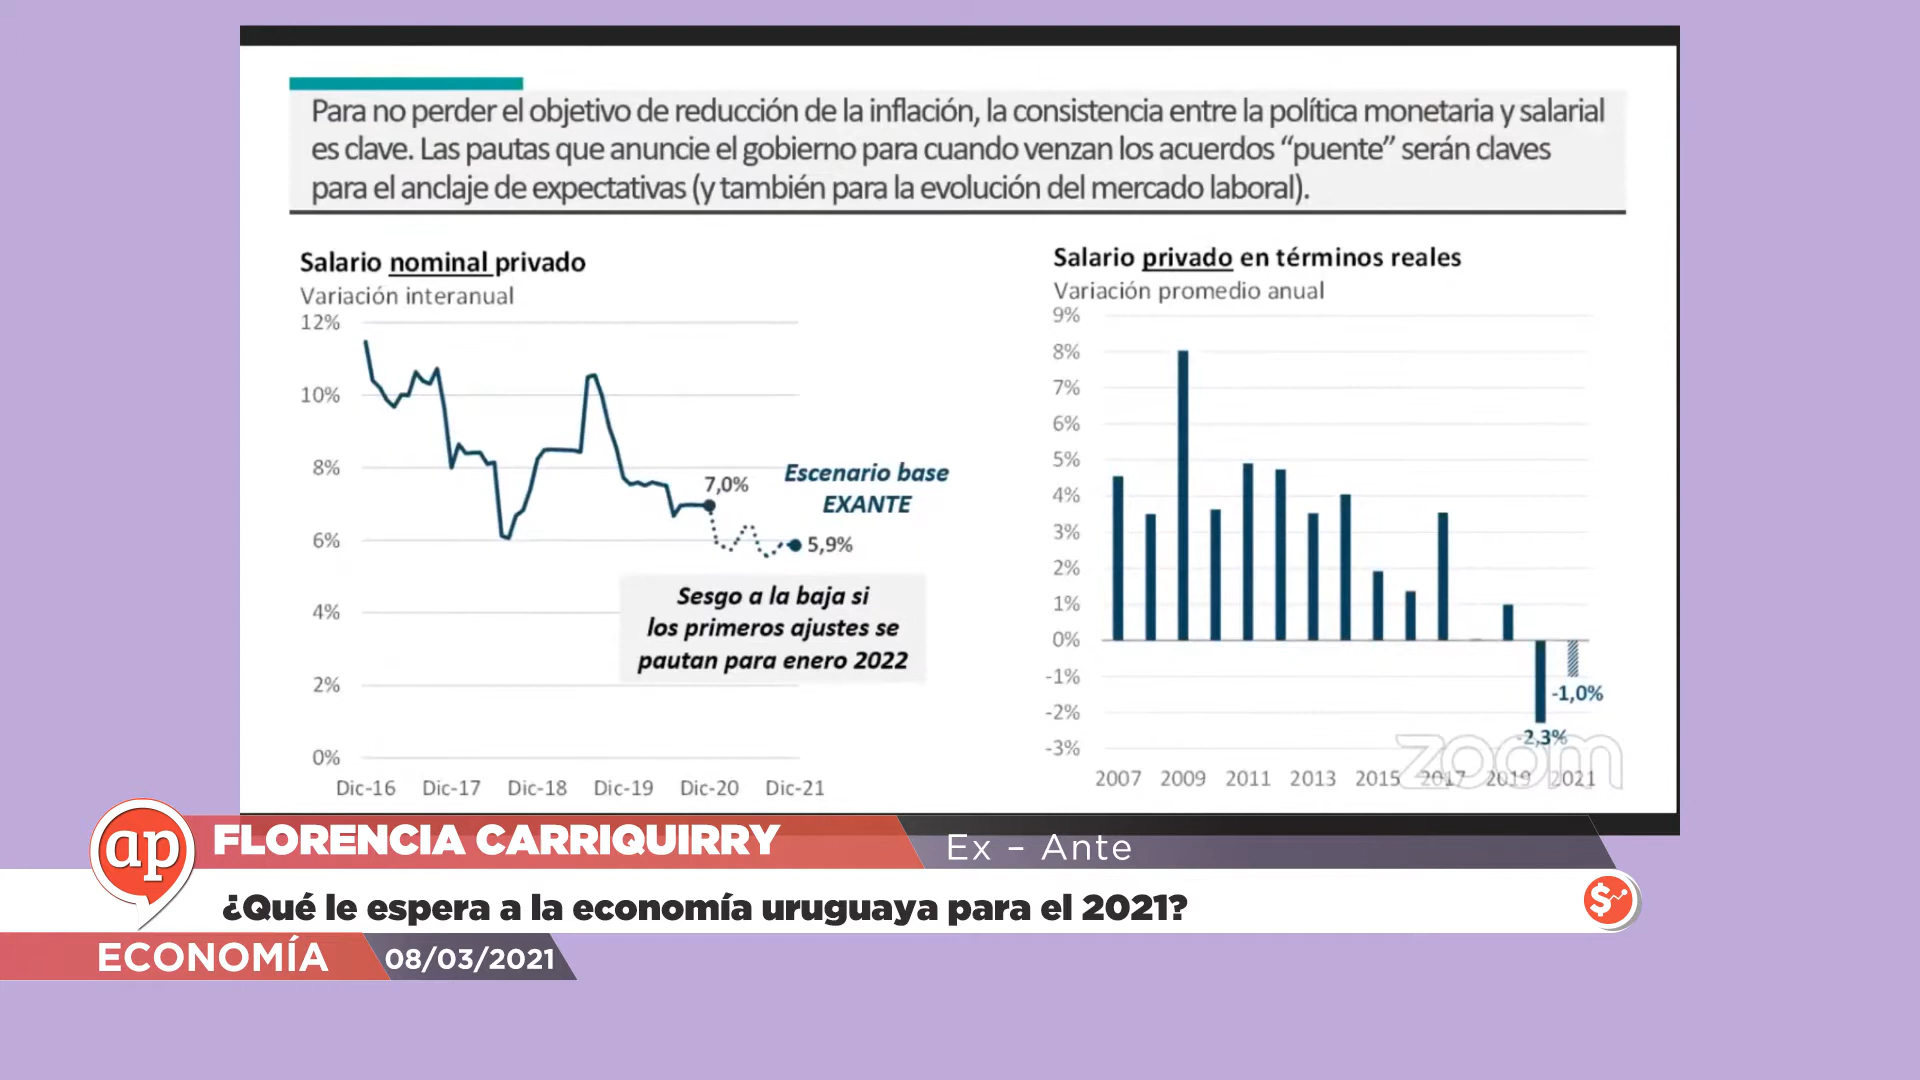 Para no perder el objetivo de reducción de la inflación, la consistencia entre la política monetaria y salarial
es clave. Las pautas que anuncie el gobierno para cuando venzan los acuerdos “puente” serán claves
para el anclaje de expectativas (y también para la evolución del mercado laboral).
Salario nominal privado
Variación interanual
12%
10%
8%
6%
4%
2%
0%
7,0%
Escenario base
EXANTE
5,9%
Sesgo a la baja si
los primeros ajustes se
pautan para enero 2022
Dic-16 Dic-17 Dic-18 Dic-19 Dic-20 Dic-21
Salario privado en términos reales
Variación promedio anual
9%
8%
7%
6%
5%
4%
3%
2%
1%
0%
-1%
-2%
-3%
-1,0%
-2,3%
zoom
2007 2009 2011 2013 2015 2017 2019 2021
ap
FLORENCIA CARRIQUIRRY
Ex – Ante
¿Qué le espera a la economía uruguaya para el 2021?
$
ECONOMÍA
08/03/2021